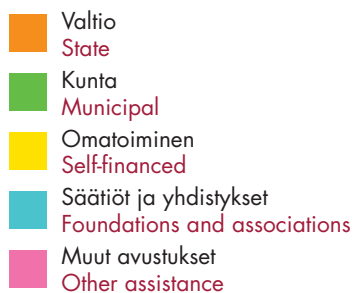 Valtio
State
Kunta
Municipal
Omatoiminen
Self-financed
Säätiöt ja yhdistykset
Foundations and associations
Muut avustukset
Other assistance